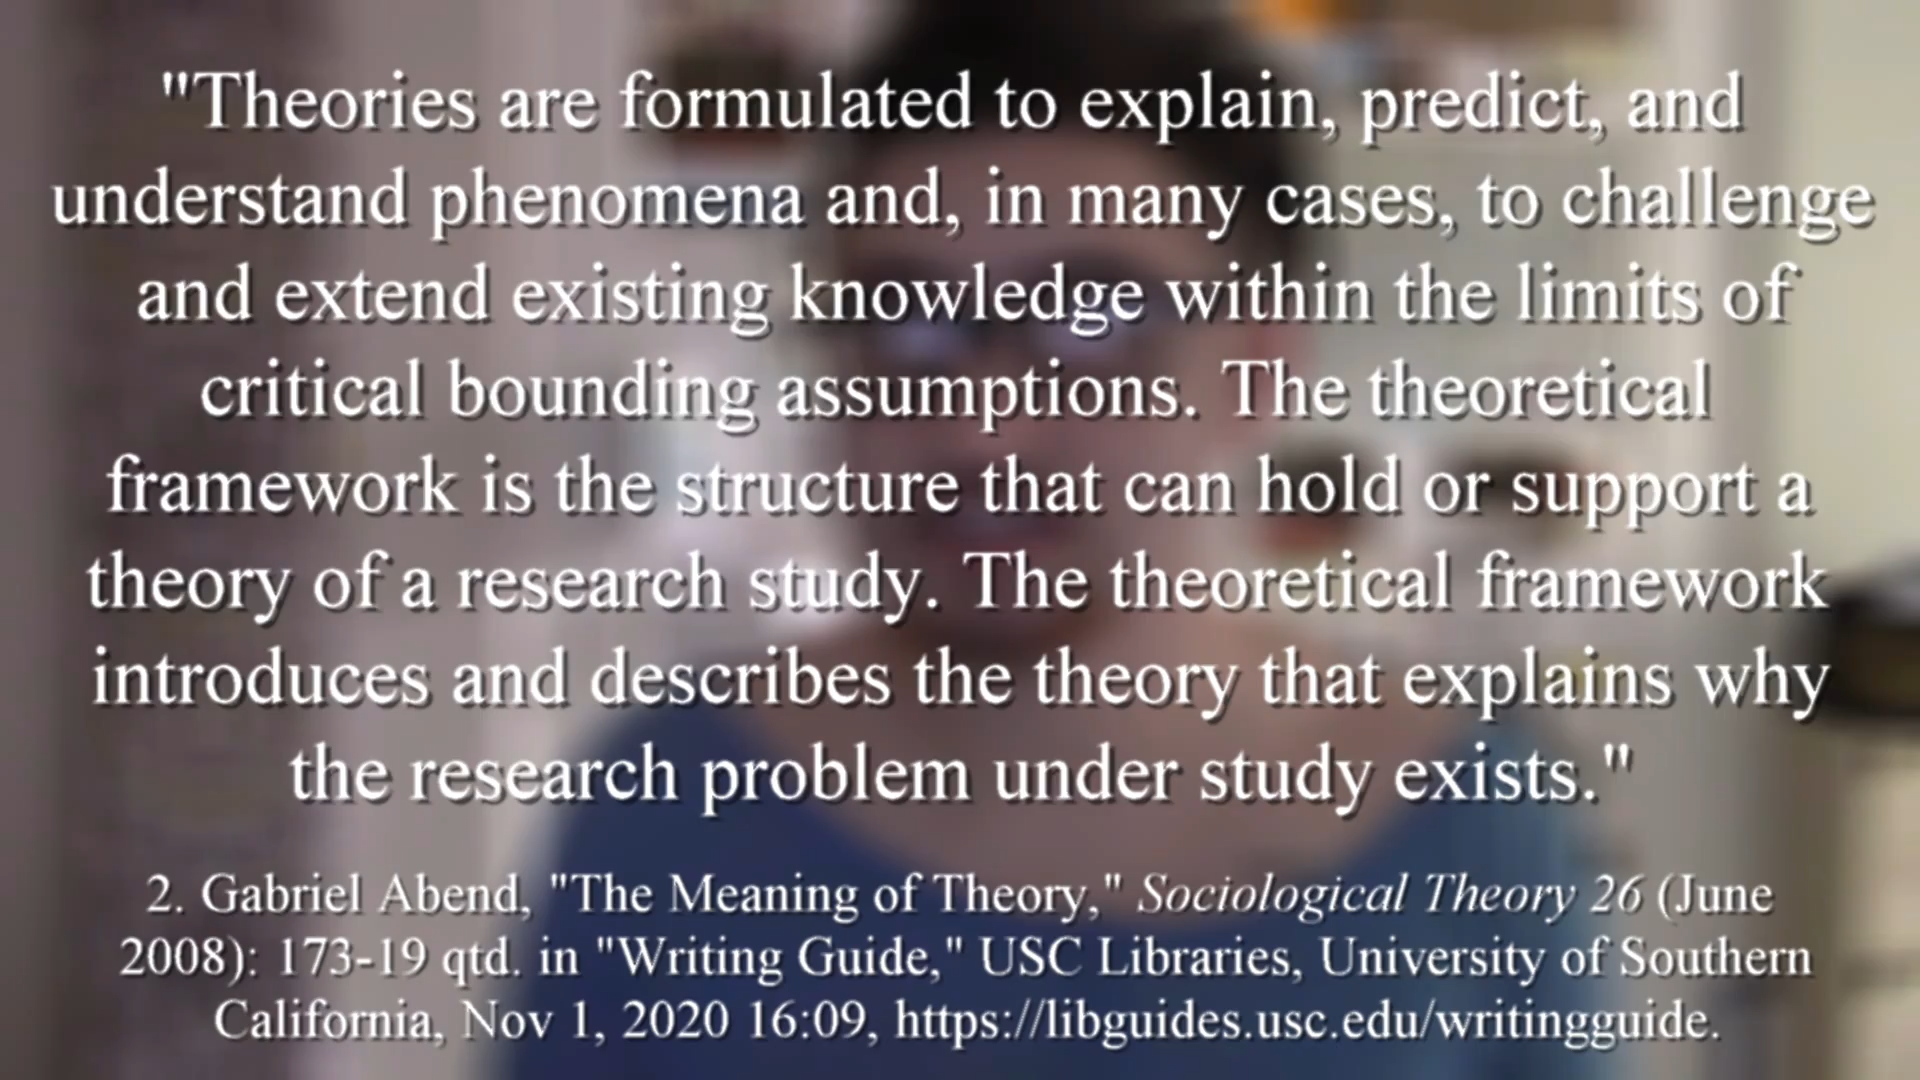 "Theories are formulated to explain, predict, and
understand phenomena and, in many cases, to challenge
and extend existing knowledge within the limits of
critical bounding assumptions. The theoretical
framework is the structure that can hold or support a
theory of a research study. The theoretical framework
introduces and describes the theory that explains why
the research problem under study exists."
2. Gabriel Abend, "The Meaning of Theory," Sociological Theory 26 (June
2008): 173-19 qtd. in "Writing Guide," USC Libraries, University of Southern
California, Nov 1, 2020 16:09, https://libguides.usc.edu/writingguide.